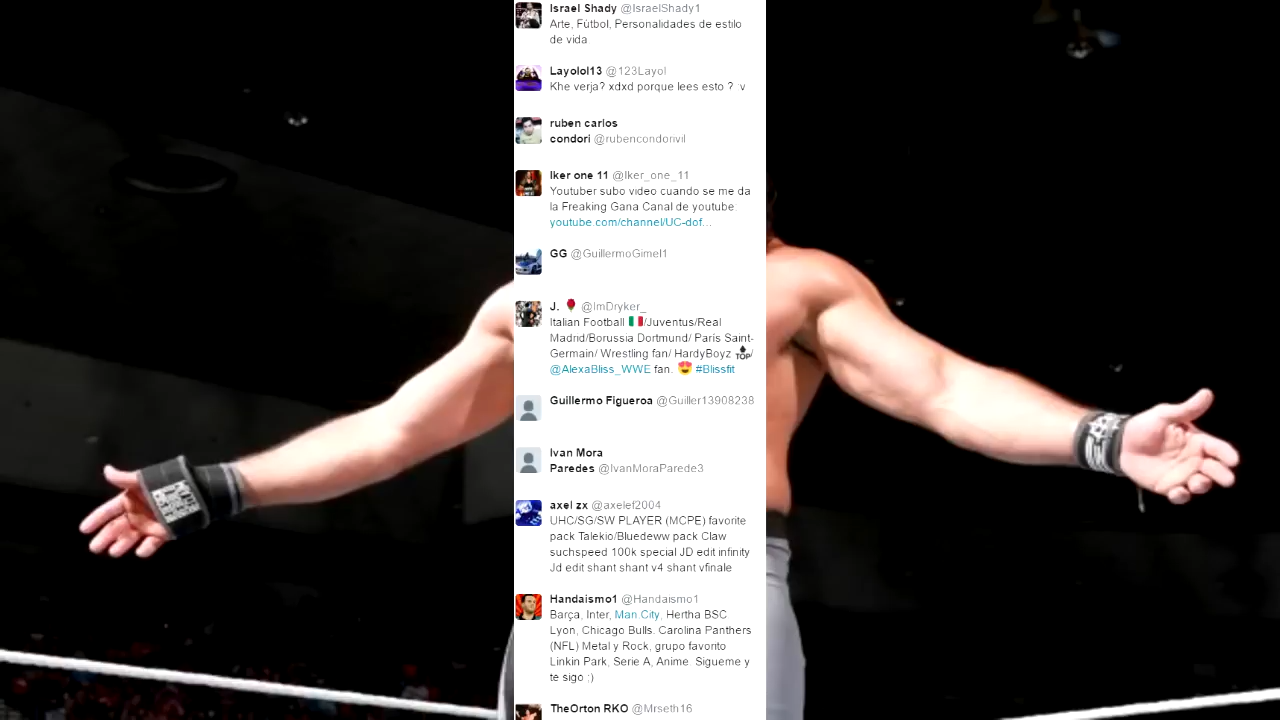 Israel Shady @IsraelShady1
Arte, Fútbol, Personalidades de estilo
de vida
Layolol13 @123Layol
Khe verja? xdxd porque lees esto ? :v
ruben carlos
condori @rubencondorivil
Iker one 11 @Iker_one_11
Youtuber subo video cuando se me da
la Freaking Gana Canal de youtube.
youtube.com/channel/UC-dof...
GG @GuillermoGimel1
J. 🌹 @ImDryker_
Italian Football 🇮🇹/Juventus/Real
Madrid/Borussia Dortmund/ París Saint-
Germain/ Wrestling fan/ HardyBoyz 🔝/
@AlexaBliss_WWE fan. 😍 #Blissfit
Guillermo Figueroa @Guiller13908238
Ivan Mora
Paredes @IvanMoraParede3
axel zx @axelef2004
UHC/SG/SW PLAYER (MCPE) favorite
pack Talekio/Bluedeww pack Claw
suchspeed 100k special JD edit infinity
Jd edit shant shant v4 shant vfinale
Handaismo1 @Handaismo1
Barça, Inter, Man.City, Hertha BSC
Lyon, Chicago Bulls. Carolina Panthers
(NFL) Metal y Rock, grupo favorito
Linkin Park, Serie A, Anime. Sigueme y
te sigo ;)
TheOrton RKO @Mrseth16